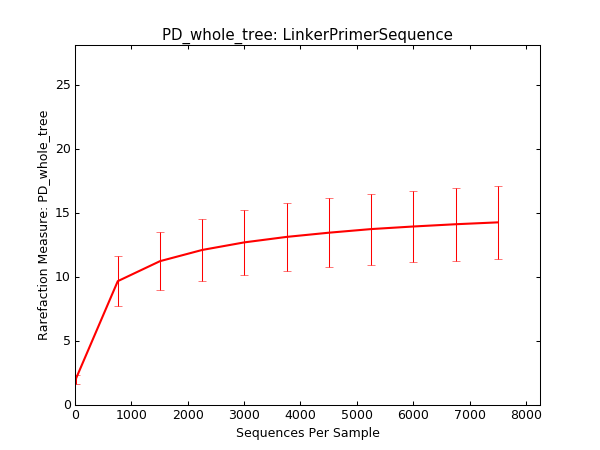 PD_whole_tree: LinkerPrimerSequence
Rarefaction Measure: PD_whole_tree
25
20
15
10
5
0
0 1000 2000 3000 4000 5000 6000 7000 8000
Sequences Per Sample